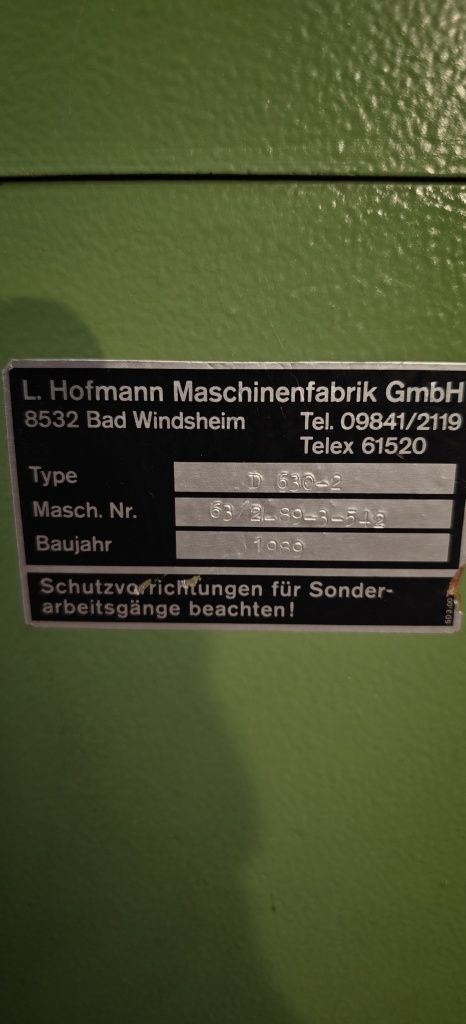 L. Hofmann Maschinenfabrik GmbH
8532 Bad Windsheim Tel. 09841/2119
Telex 61520
Type D 630-2
Masch. Nr. 63/2-89-3-542
Baujahr 1989
Schutzvorrichtungen für Sonder-
arbeitsgänge beachten!